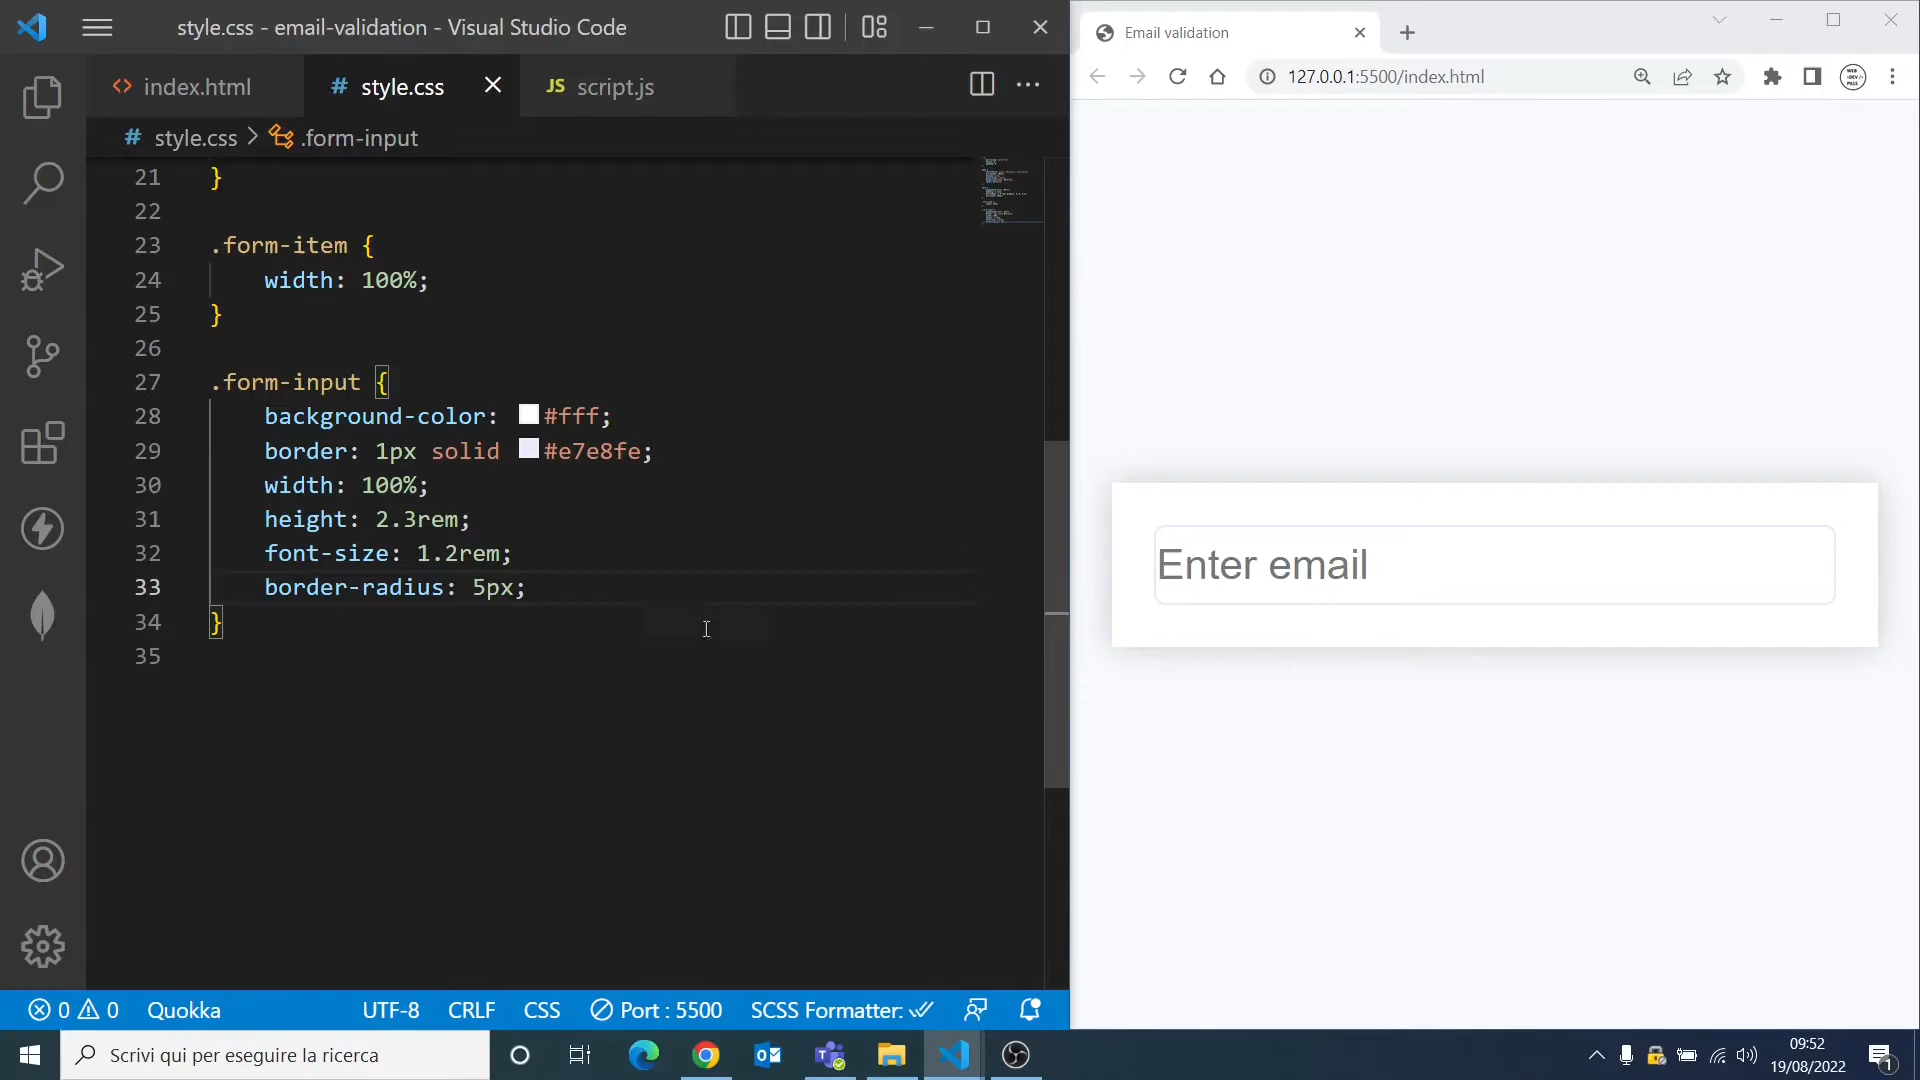 style.css - email-validation - Visual Studio Code
index.html
# style.css
JS script.js
# style.css > .form-input
21 }
22
23 .form-item {
24 width: 100%;
25 }
26
27 .form-input {
28 background-color: #fff;
29 border: 1px solid #e7e8fe;
30 width: 100%;
31 height: 2.3rem;
32 font-size: 1.2rem;
33 border-radius: 5px;
34 }
35
0 0 Quokka UTF-8 CRLF CSS Port : 5500 SCSS Formatter:
Email validation
127.0.0.1:5500/index.html
Enter email
Scrivi qui per eseguire la ricerca
09:52
19/08/2022
1